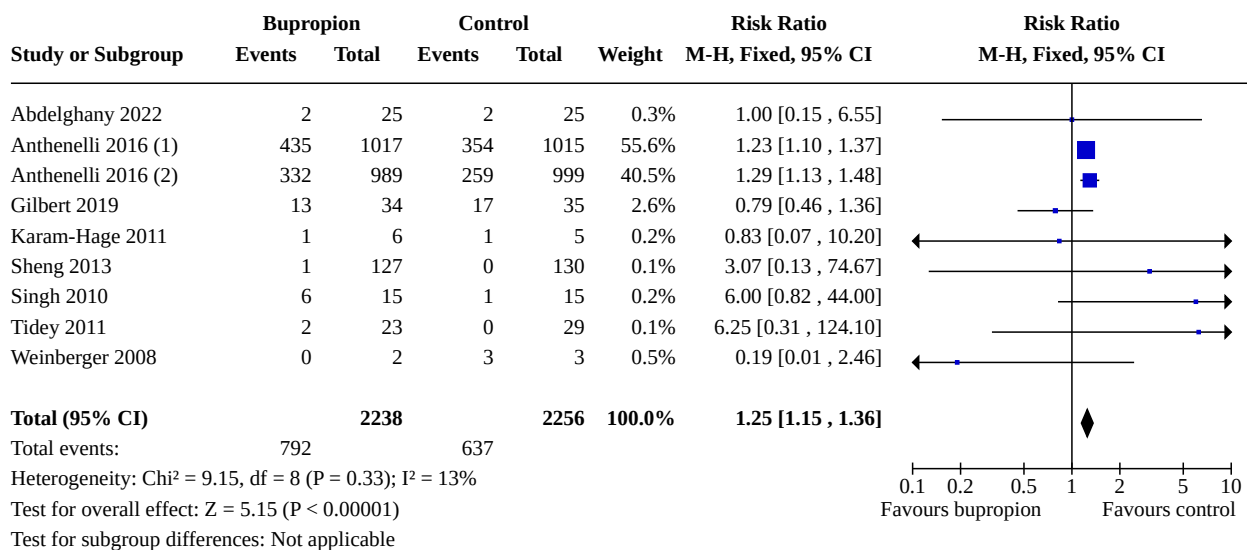 Bupropion Control Risk Ratio Risk Ratio
Study or Subgroup Events Total Events Total Weight M-H, Fixed, 95% CI M-H, Fixed, 95% CI
Abdelghany 2022 2 25 2 25 0.3% 1.00 [0.15 , 6.55]
Anthenelli 2016 (1) 435 1017 354 1015 55.6% 1.23 [1.10 , 1.37]
Anthenelli 2016 (2) 332 989 259 999 40.5% 1.29 [1.13 , 1.48]
Gilbert 2019 13 34 17 35 2.6% 0.79 [0.46 , 1.36]
Karam-Hage 2011 1 6 1 5 0.2% 0.83 [0.07 , 10.20]
Sheng 2013 1 127 0 130 0.1% 3.07 [0.13 , 74.67]
Singh 2010 6 15 1 15 0.2% 6.00 [0.82 , 44.00]
Tidey 2011 2 23 0 29 0.1% 6.25 [0.31 , 124.10]
Weinberger 2008 0 2 3 3 0.5% 0.19 [0.01 , 2.46]
Total (95% CI) 2238 2256 100.0% 1.25 [1.15 , 1.36]
Total events: 792 637
Heterogeneity: Chi² = 9.15, df = 8 (P = 0.33); I² = 13%
0.1 0.2 0.5 1 2 5 10
Test for overall effect: Z = 5.15 (P < 0.00001) Favours bupropion Favours control
Test for subgroup differences: Not applicable